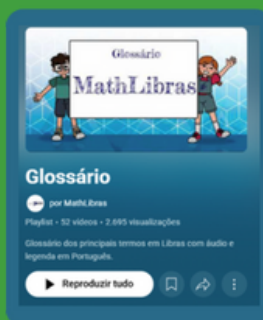 Glossário
MathLibras
Glossário
por MathLibras
Playlist • 52 vídeos • 2.695 visualizações
Glossário dos principais termos em Libras com áudio e
legenda em Português.
Reproduzir tudo